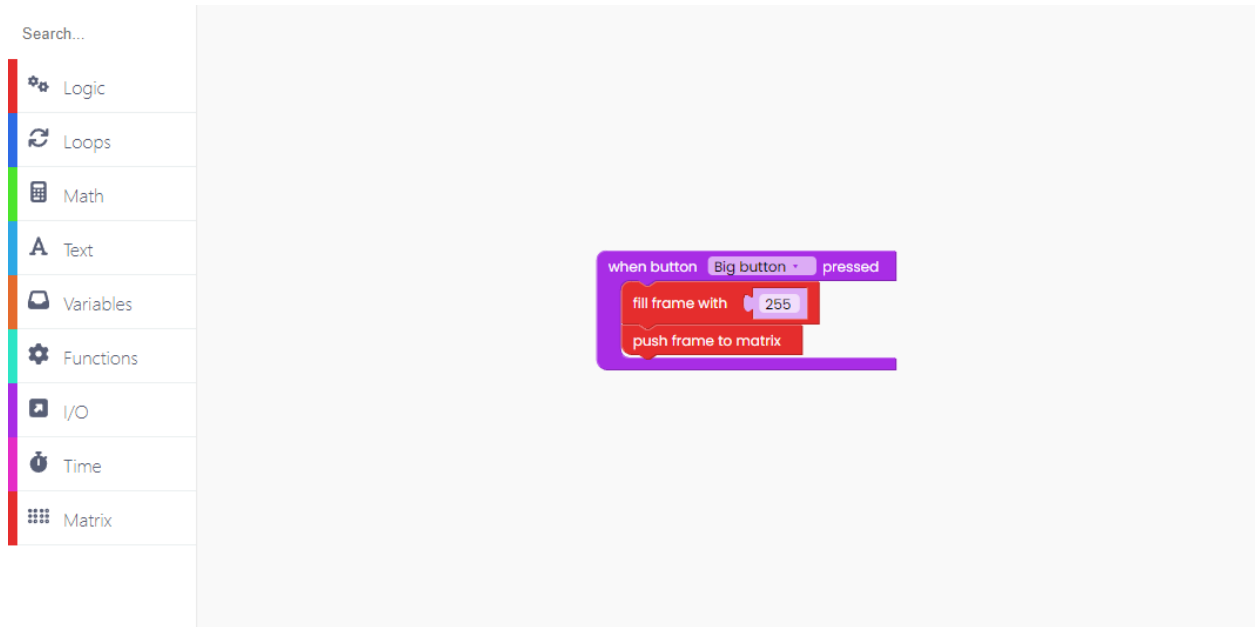 Search...
Logic
Loops
Math
Text
Variables
Functions
I/O
Time
Matrix
when button Big button pressed
fill frame with 255
push frame to matrix